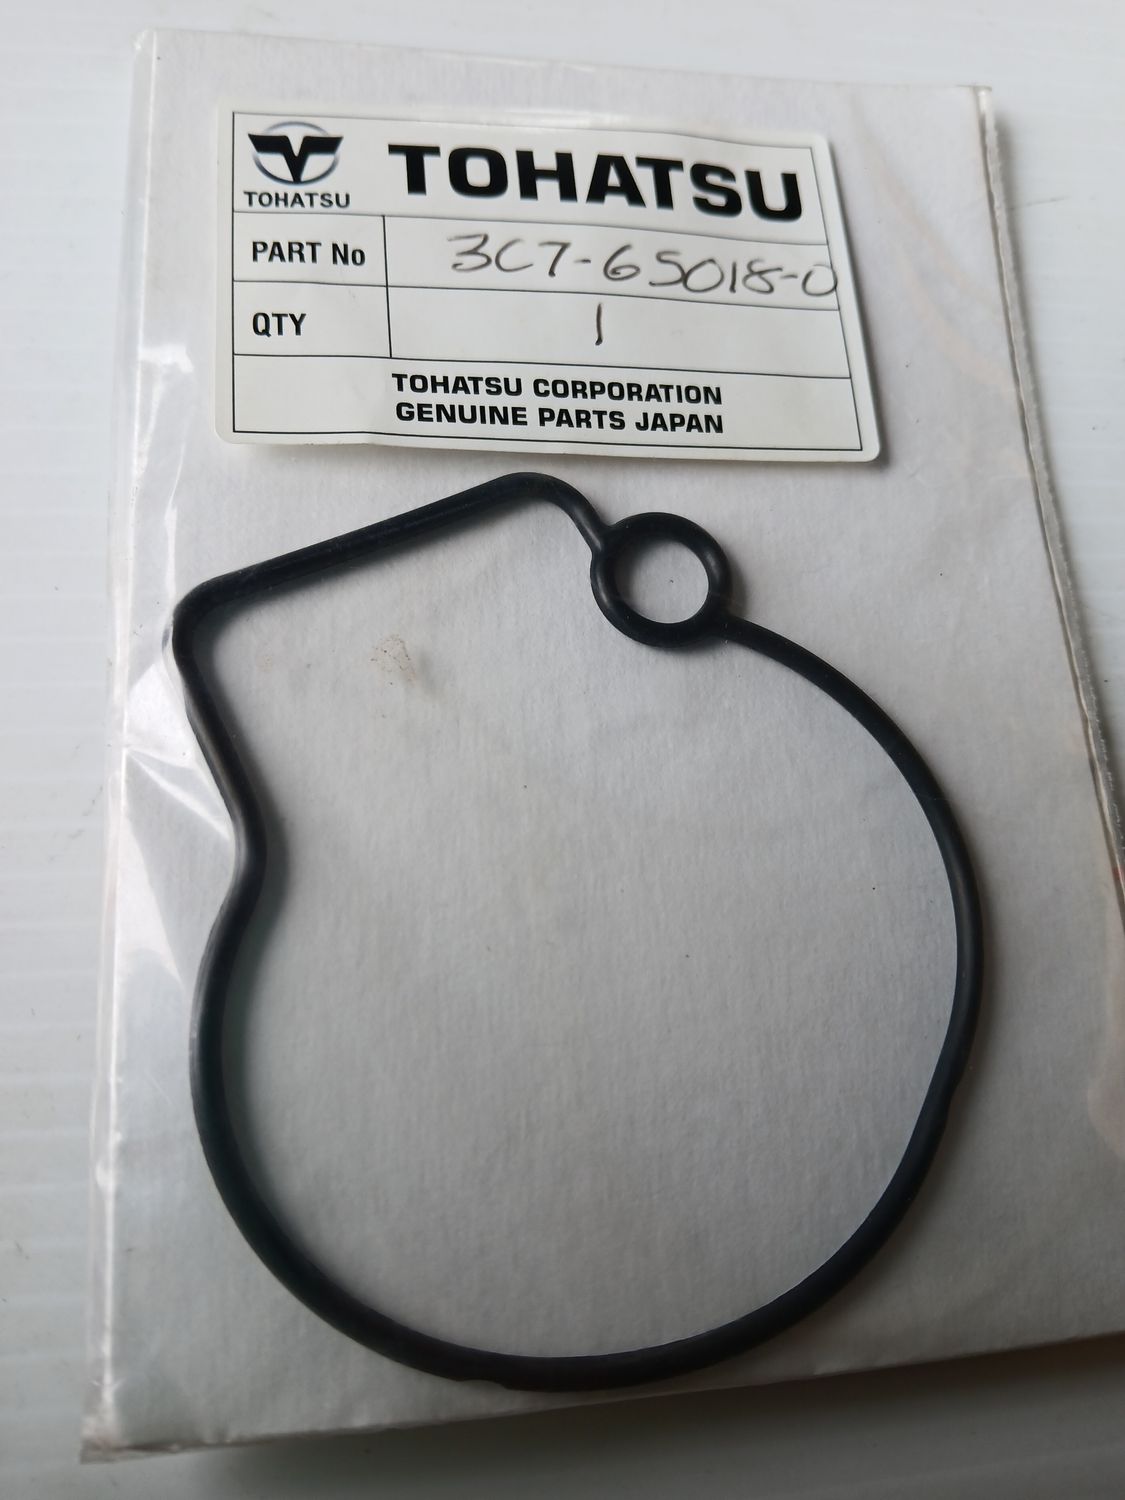 TOHATSU
TOHATSU
PART No 3C7-65018-0
QTY 1
TOHATSU CORPORATION
GENUINE PARTS JAPAN